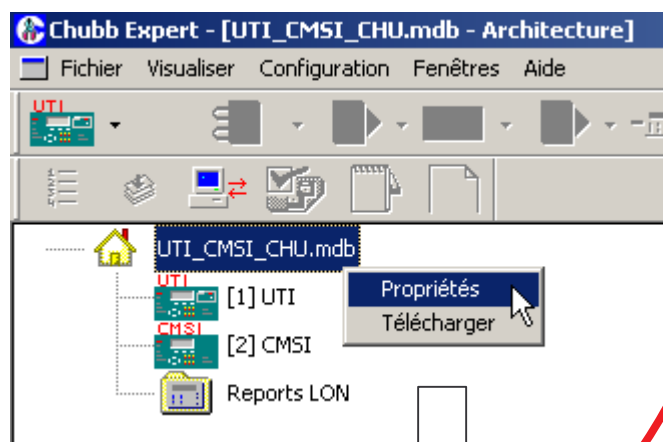 Chubb Expert - [UTI_CMSI_CHU.mdb - Architecture]
Fichier Visualiser Configuration Fenêtres Aide
UTI
UTI_CMSI_CHU.mdb
UTI
[1] UTI
Propriétés
CMSI
[2] CMSI
Télécharger
Reports LON